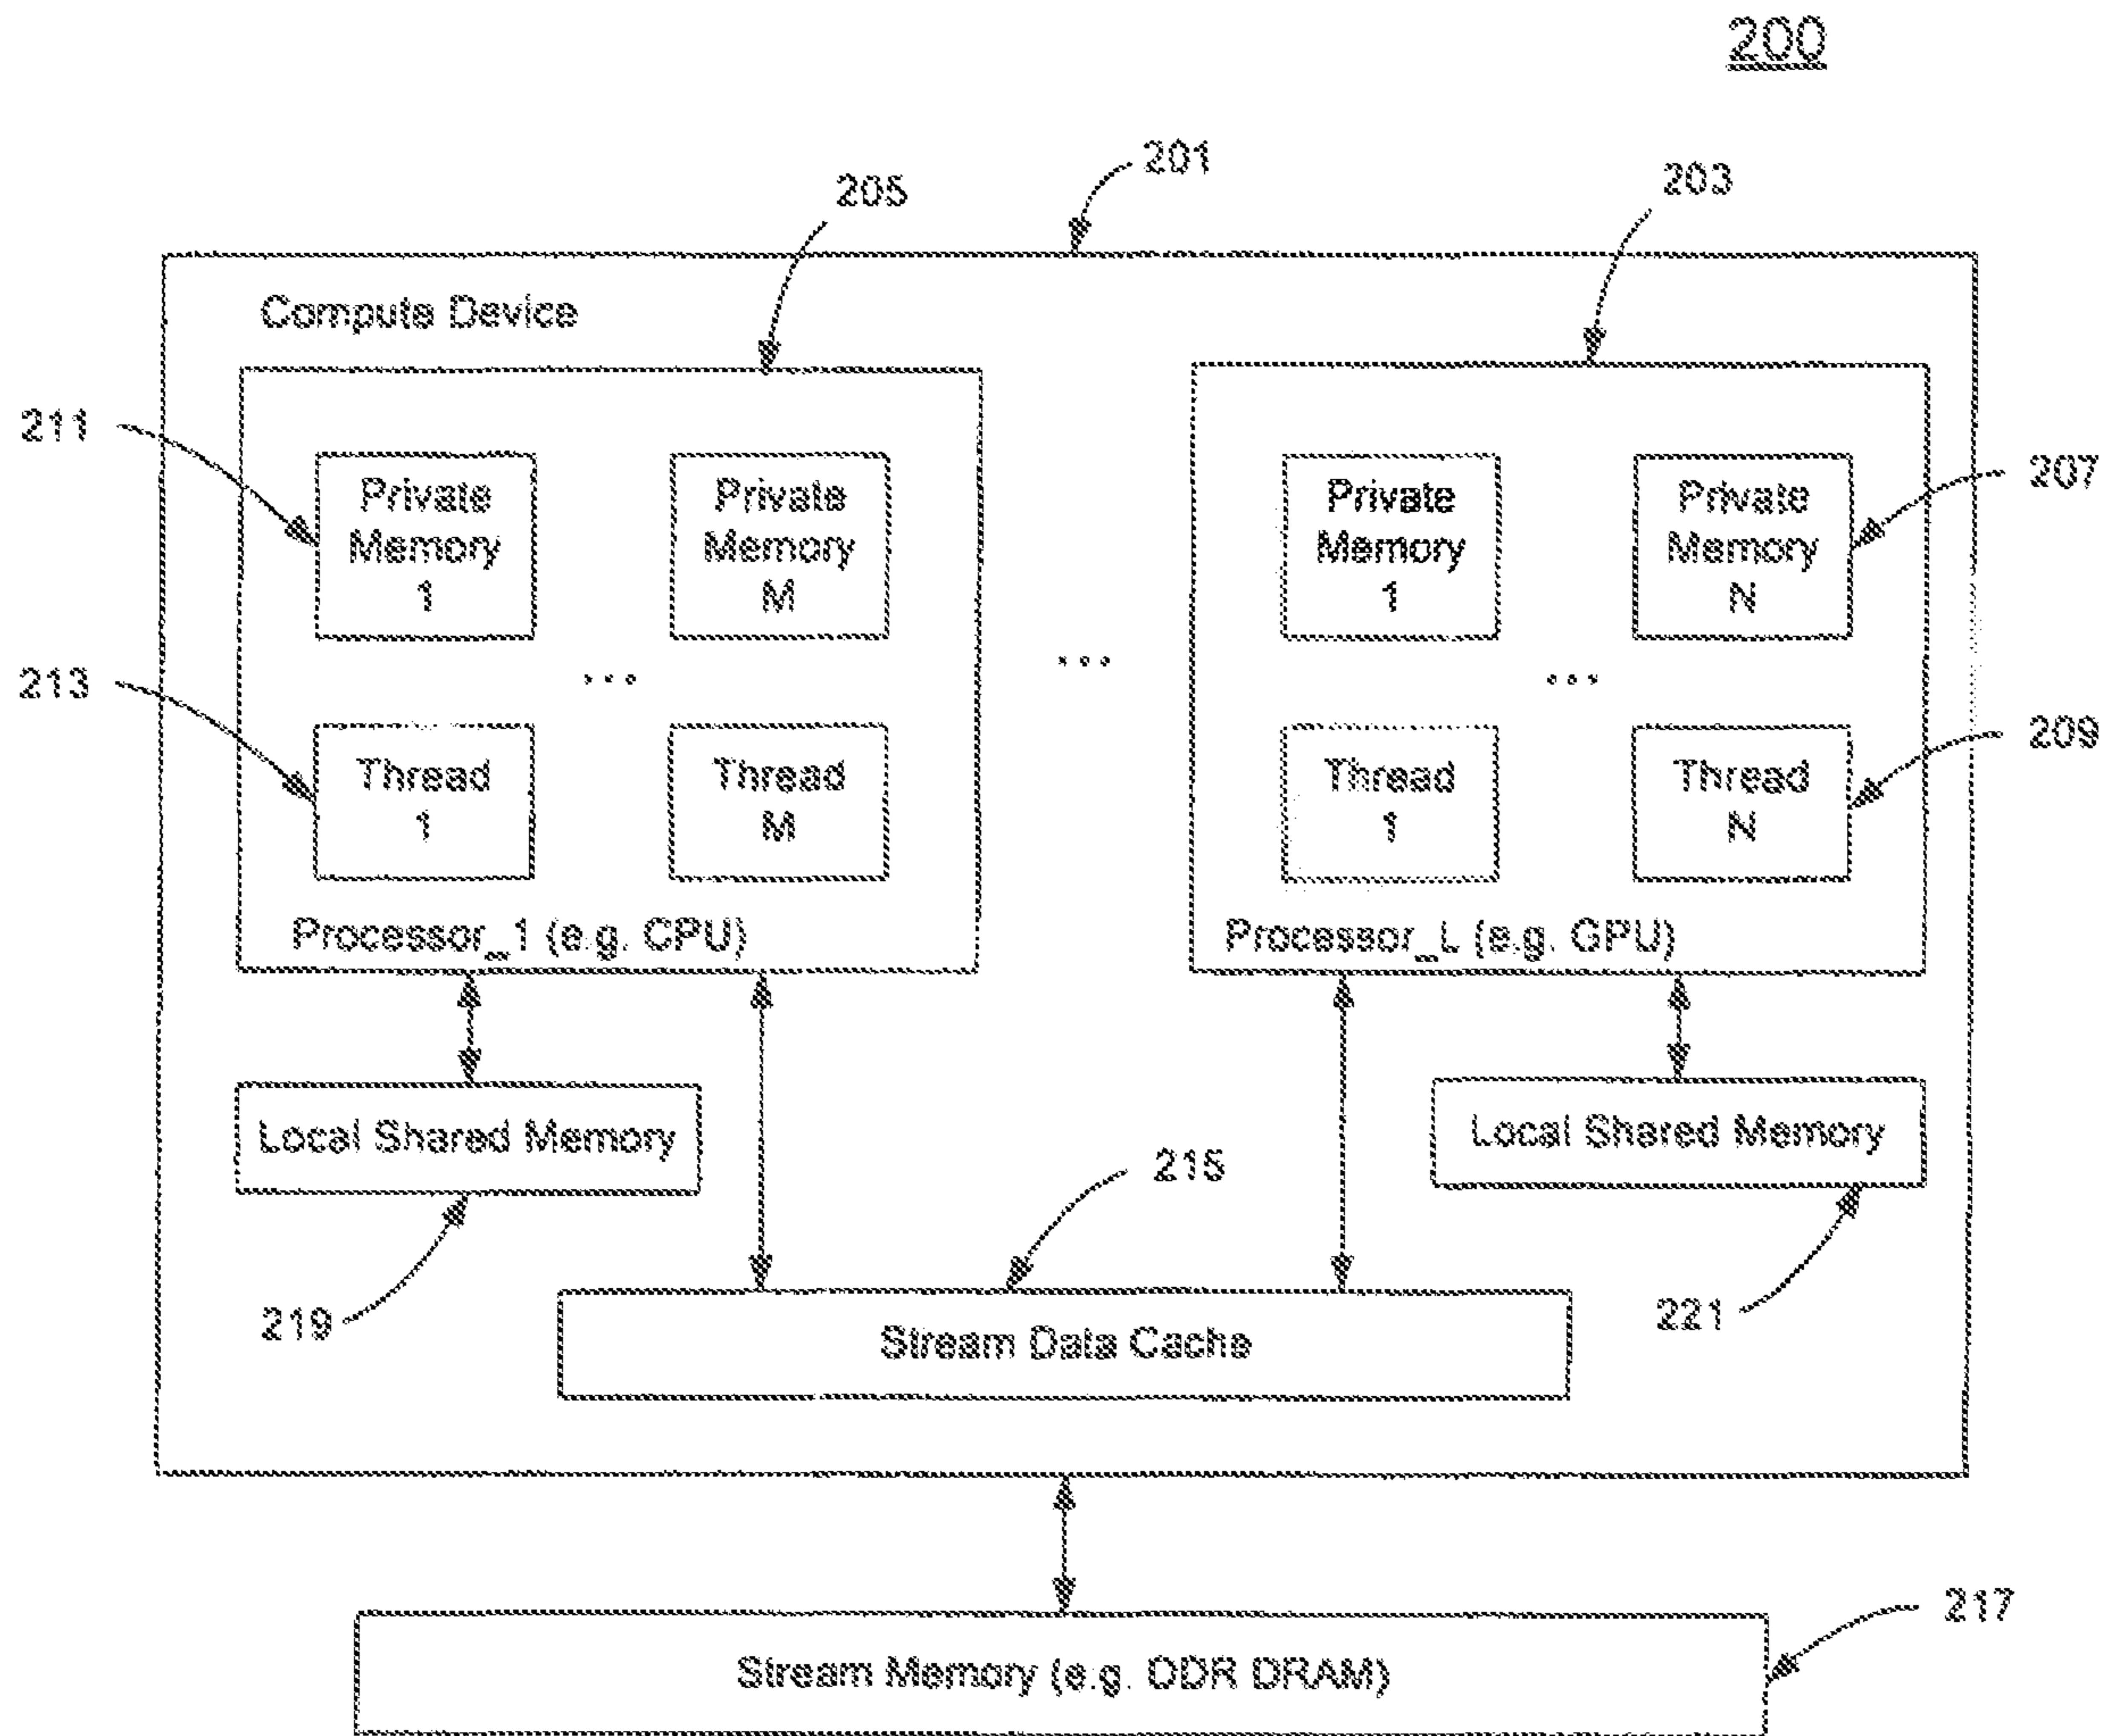 200
201
205
203
Compute Device
211
207
Private
Memory
1
Private
Memory
M
Private
Memory
1
Private
Memory
N
...
...
...
213
209
Thread
1
Thread
M
Thread
1
Thread
N
Processor_1 (e.g. CPU)
Processor_L (e.g. GPU)
Local Shared Memory
Local Shared Memory
215
219
221
Stream Data Cache
217
Stream Memory (e.g. DDR DRAM)